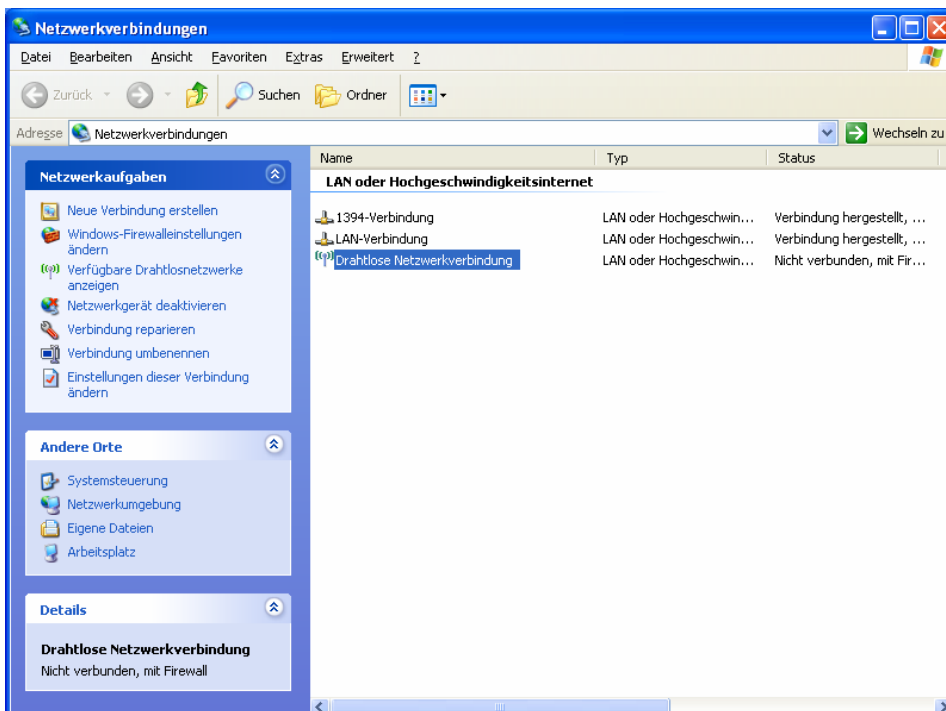 Netzwerkverbindungen
Datei Bearbeiten Ansicht Favoriten Extras Erweitert ?
Zurück Suchen Ordner
Adresse Netzwerkverbindungen Wechseln zu
Netzwerkaufgaben
Neue Verbindung erstellen
Windows-Firewalleinstellungen
ändern
Verfügbare Drahtlosnetzwerke
anzeigen
Netzwerkgerät deaktivieren
Verbindung reparieren
Verbindung umbenennen
Einstellungen dieser Verbindung
ändern
Andere Orte
Systemsteuerung
Netzwerkumgebung
Eigene Dateien
Arbeitsplatz
Details
Drahtlose Netzwerkverbindung
Nicht verbunden, mit Firewall
Name Typ Status
LAN oder Hochgeschwindigkeitsinternet
1394-Verbindung LAN oder Hochgeschwin... Verbindung hergestellt, ...
LAN-Verbindung LAN oder Hochgeschwin... Verbindung hergestellt, ...
Drahtlose Netzwerkverbindung LAN oder Hochgeschwin... Nicht verbunden, mit Fir...